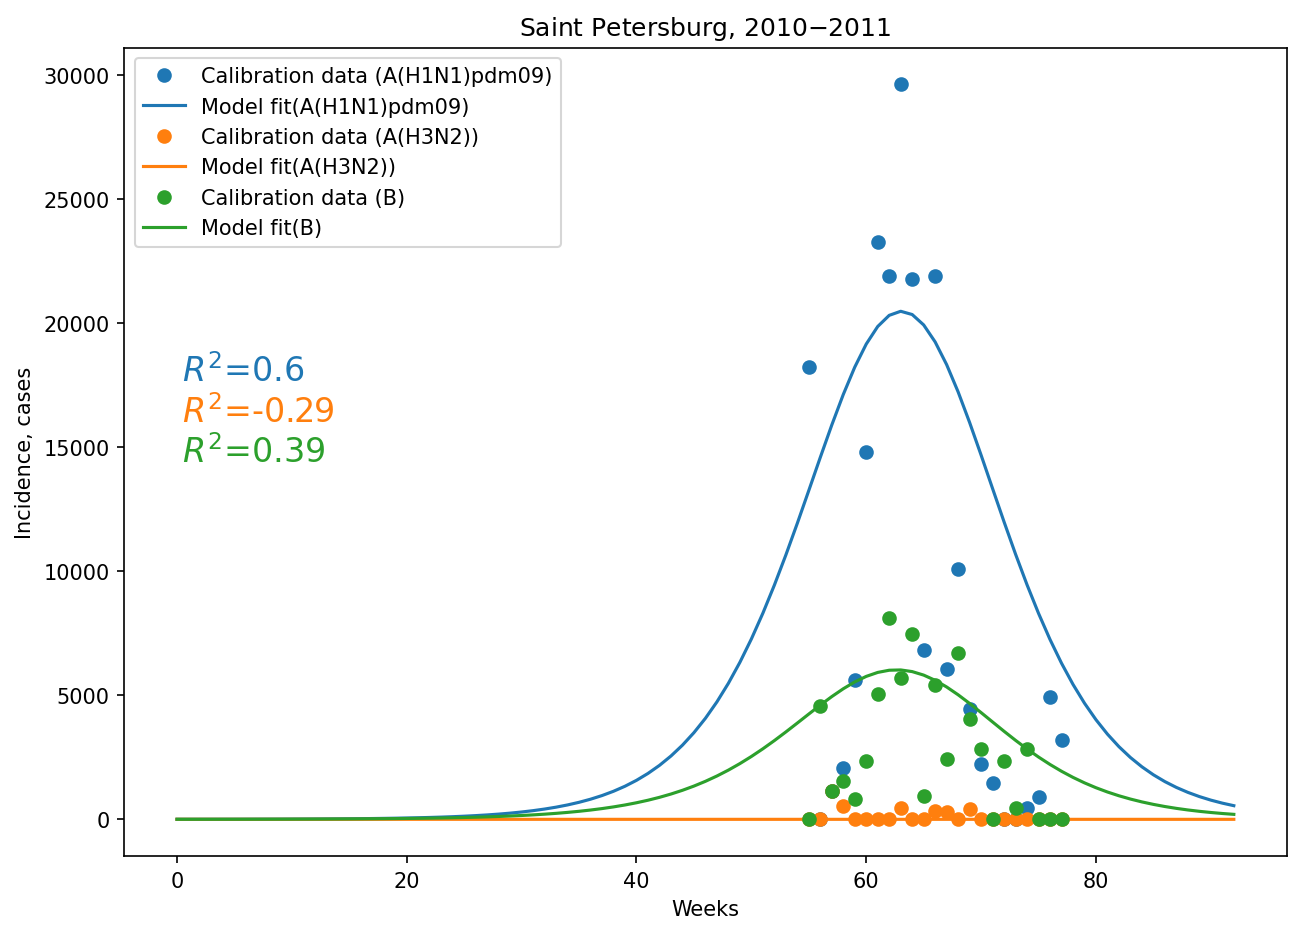 Saint Petersburg, 2010−2011
Calibration data (A(H1N1)pdm09)
Model fit(A(H1N1)pdm09)
Calibration data (A(H3N2))
Model fit(A(H3N2))
Calibration data (B)
Model fit(B)
R²=0.6
R²=-0.29
R²=0.39
Incidence, cases
30000
25000
20000
15000
10000
5000
0
0 20 40 60 80
Weeks